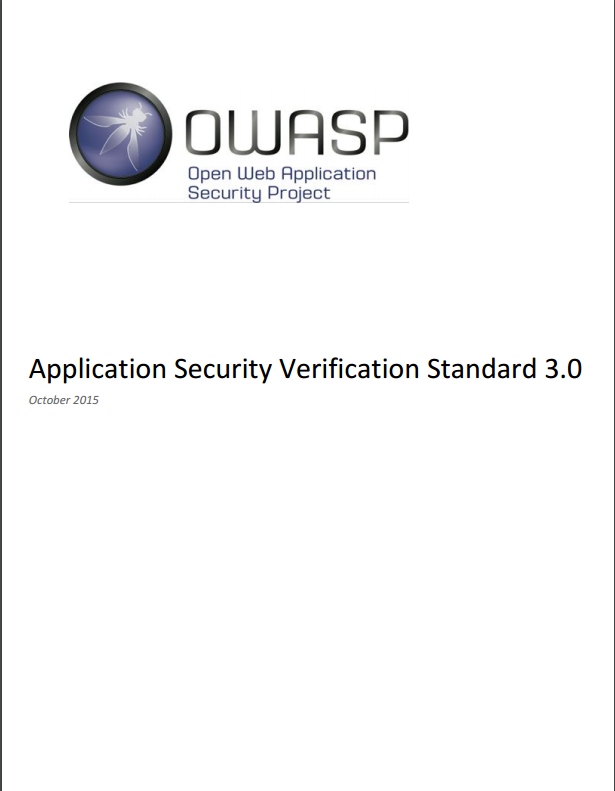 OWASP
Open Web Application
Security Project
Application Security Verification Standard 3.0
October 2015